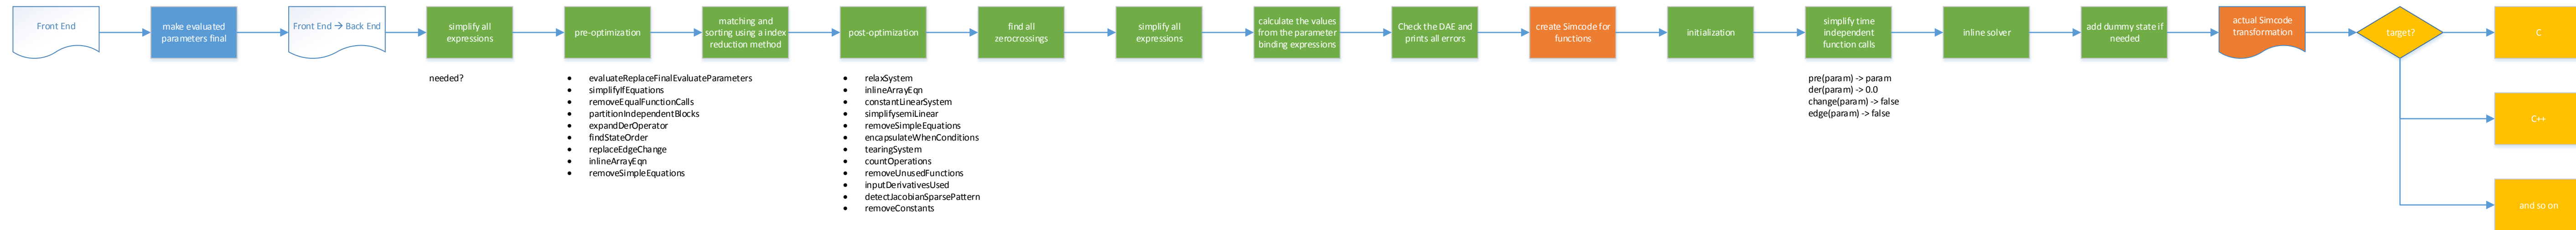 Front End
make evaluated
parameters final
Front End → Back End
simplify all
expressions
needed?
pre-optimization
• evaluateReplaceFinalEvaluateParameters
• simplifyIfEquations
• removeEqualFunctionCalls
• partitionIndependentBlocks
• expandDerOperator
• findStateOrder
• replaceEdgeChange
• inlineArrayEqn
• removeSimpleEquations
matching and
sorting using a index
reduction method
post-optimization
• relaxSystem
• inlineArrayEqn
• constantLinearSystem
• simplifysemiLinear
• removeSimpleEquations
• encapsulateWhenConditions
• tearingSystem
• countOperations
• removeUnusedFunctions
• inputDerivativesUsed
• detectJacobianSparsePattern
• removeConstants
find all
zerocrossings
simplify all
expressions
calculate the values
from the parameter
binding expressions
Check the DAE and
prints all errors
create Simcode for
functions
initialization
simplify time
independent
function calls
pre(param) -> param
der(param) -> 0.0
change(param) -> false
edge(param) -> false
inline solver
add dummy state if
needed
actual Simcode
transformation
target?
C
C++
and so on